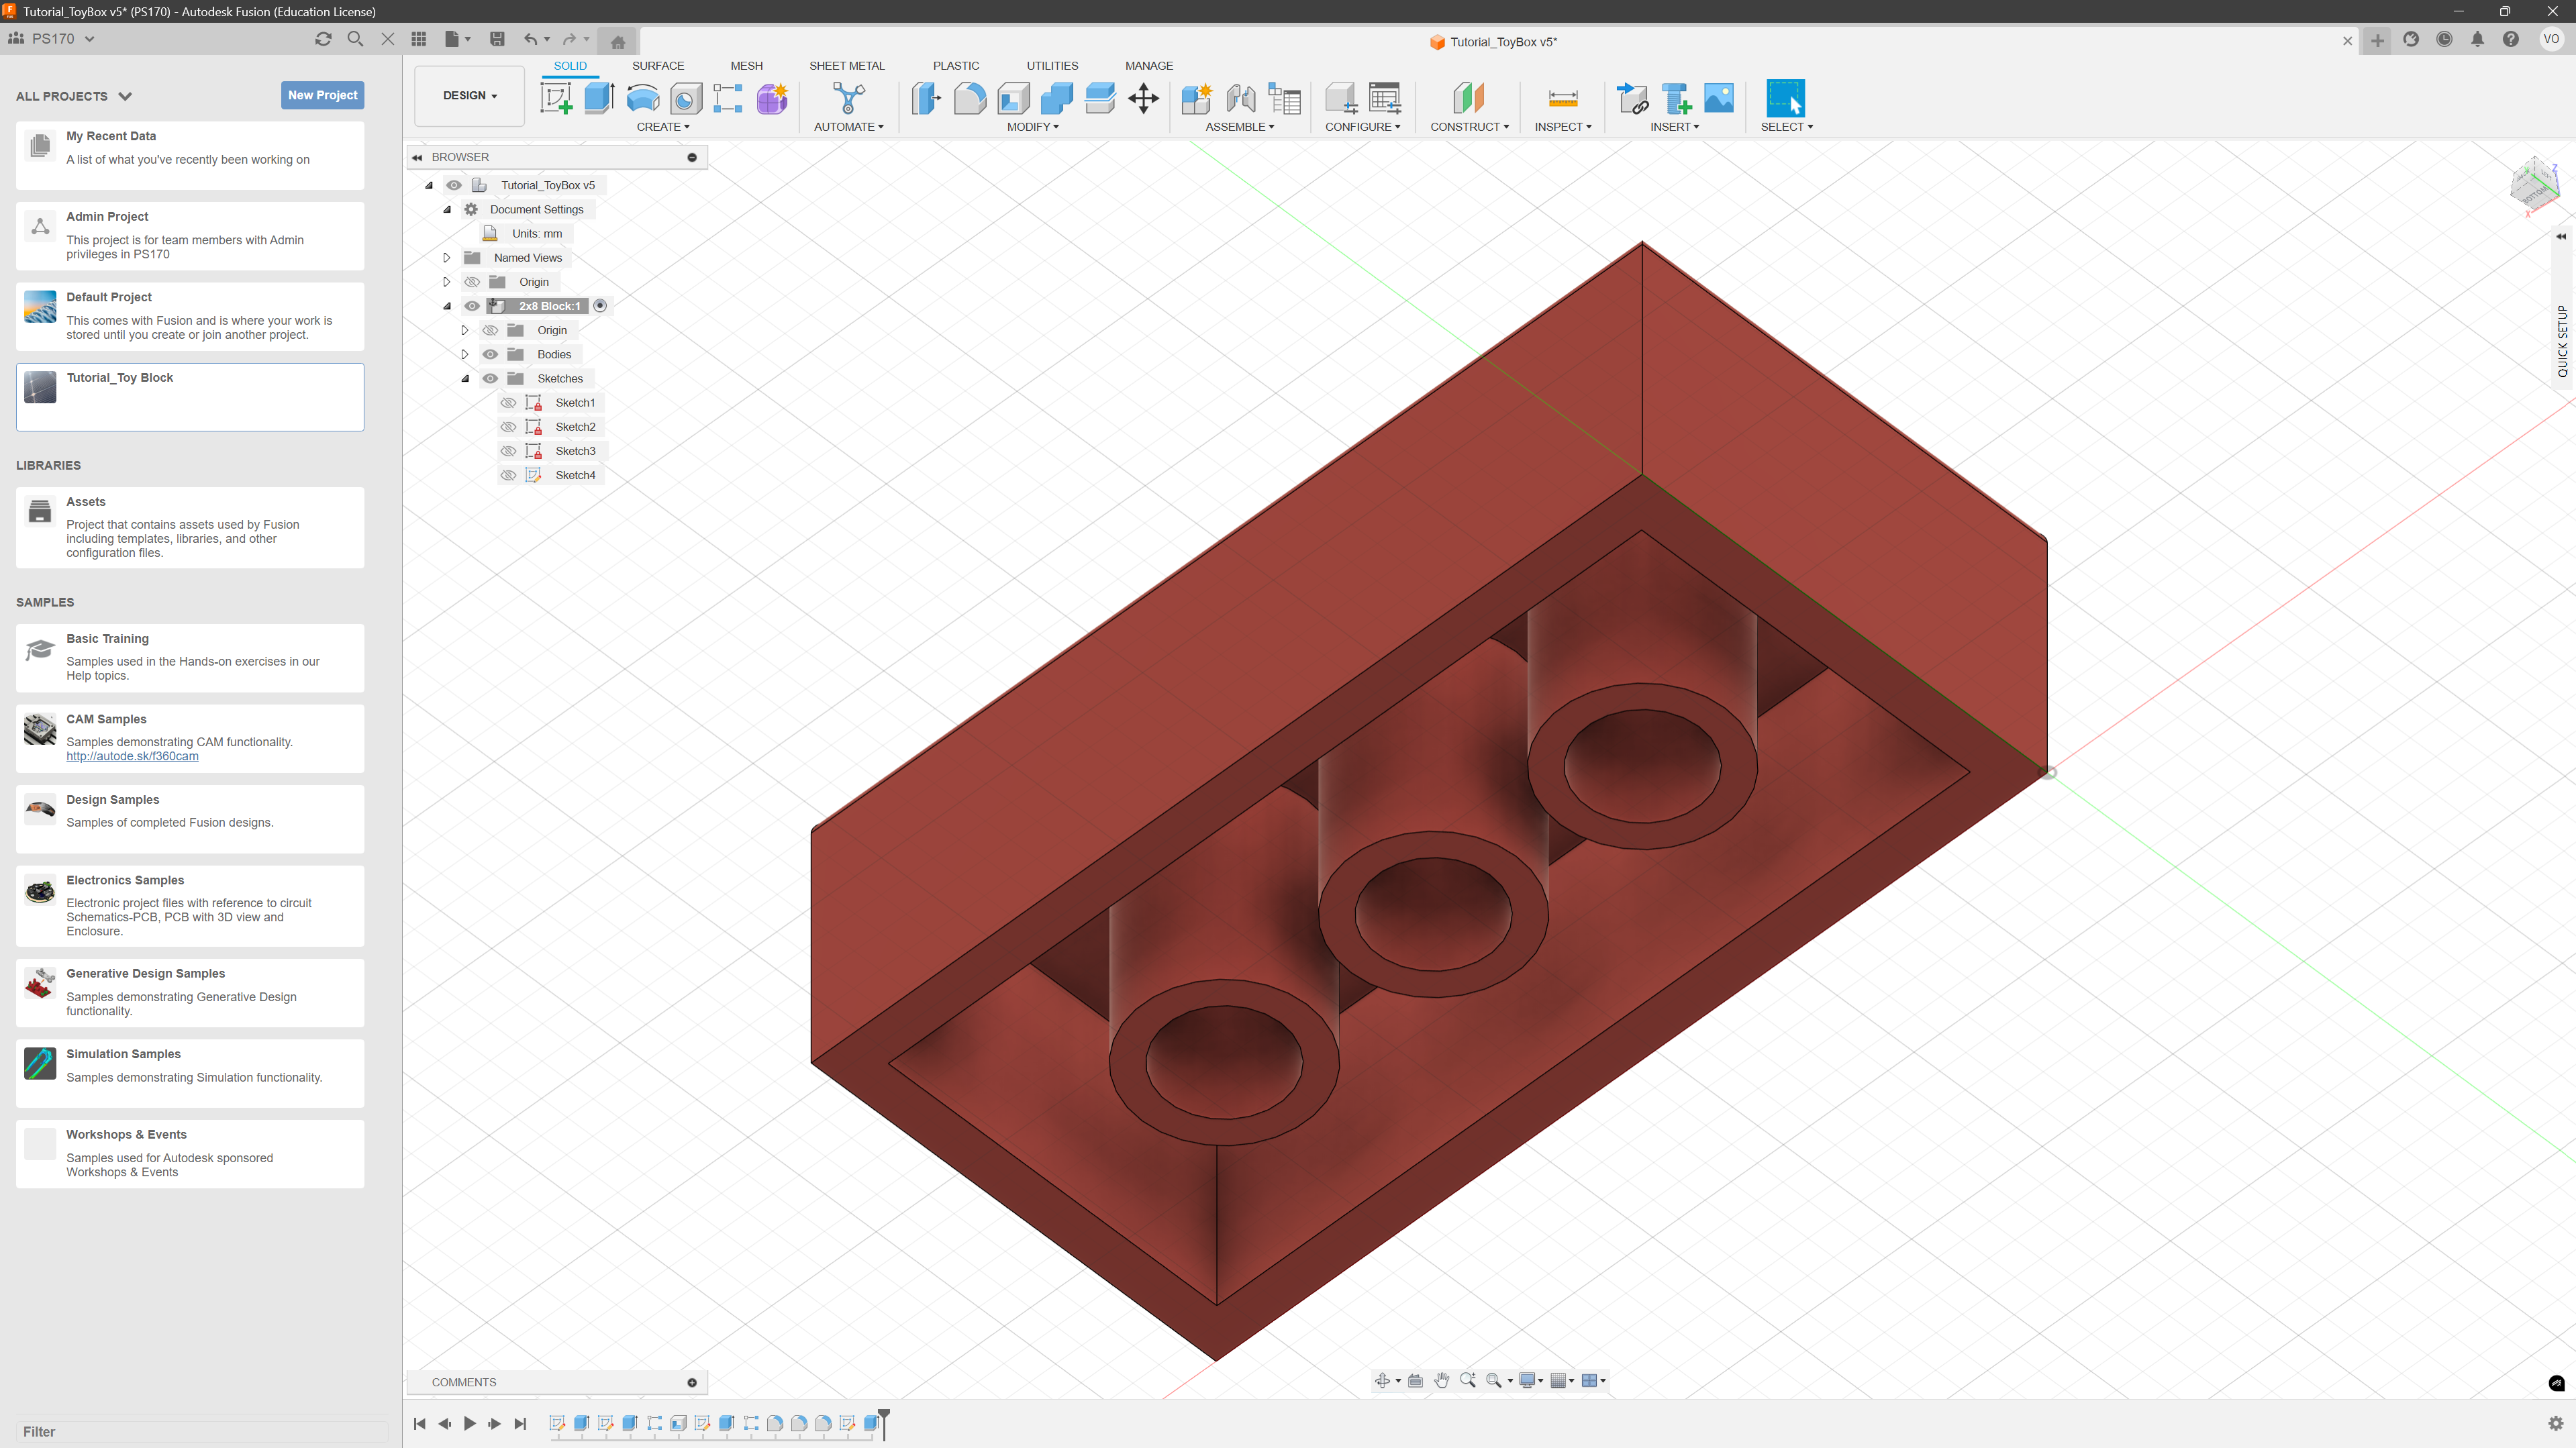 Tutorial_ToyBox v5* (PS170) - Autodesk Fusion (Education License)
PS170
Tutorial_ToyBox v5*
VO
ALL PROJECTS
New Project
My Recent Data
A list of what you've recently been working on
Admin Project
This project is for team members with Admin
privileges in PS170
Default Project
This comes with Fusion and is where your work is
stored until you create or join another project.
Tutorial_Toy Block
LIBRARIES
Assets
Project that contains assets used by Fusion
including templates, libraries, and other
configuration files.
SAMPLES
Basic Training
Samples used in the Hands-on exercises in our
Help topics.
CAM Samples
Samples demonstrating CAM functionality.
http://autode.sk/f360cam
Design Samples
Samples of completed Fusion designs.
Electronics Samples
Electronic project files with reference to circuit
Schematics-PCB, PCB with 3D view and
Enclosure.
Generative Design Samples
Samples demonstrating Generative Design
functionality.
Simulation Samples
Samples demonstrating Simulation functionality.
Workshops & Events
Samples used for Autodesk sponsored
Workshops & Events
Filter
DESIGN
SOLID
SURFACE
MESH
SHEET METAL
PLASTIC
UTILITIES
MANAGE
CREATE
AUTOMATE
MODIFY
ASSEMBLE
CONFIGURE
CONSTRUCT
INSPECT
INSERT
SELECT
BROWSER
Tutorial_ToyBox v5
Document Settings
Units: mm
Named Views
Origin
2x8 Block:1
Origin
Bodies
Sketches
Sketch1
Sketch2
Sketch3
Sketch4
Z
BOTTOM
X
QUICK SETUP
COMMENTS